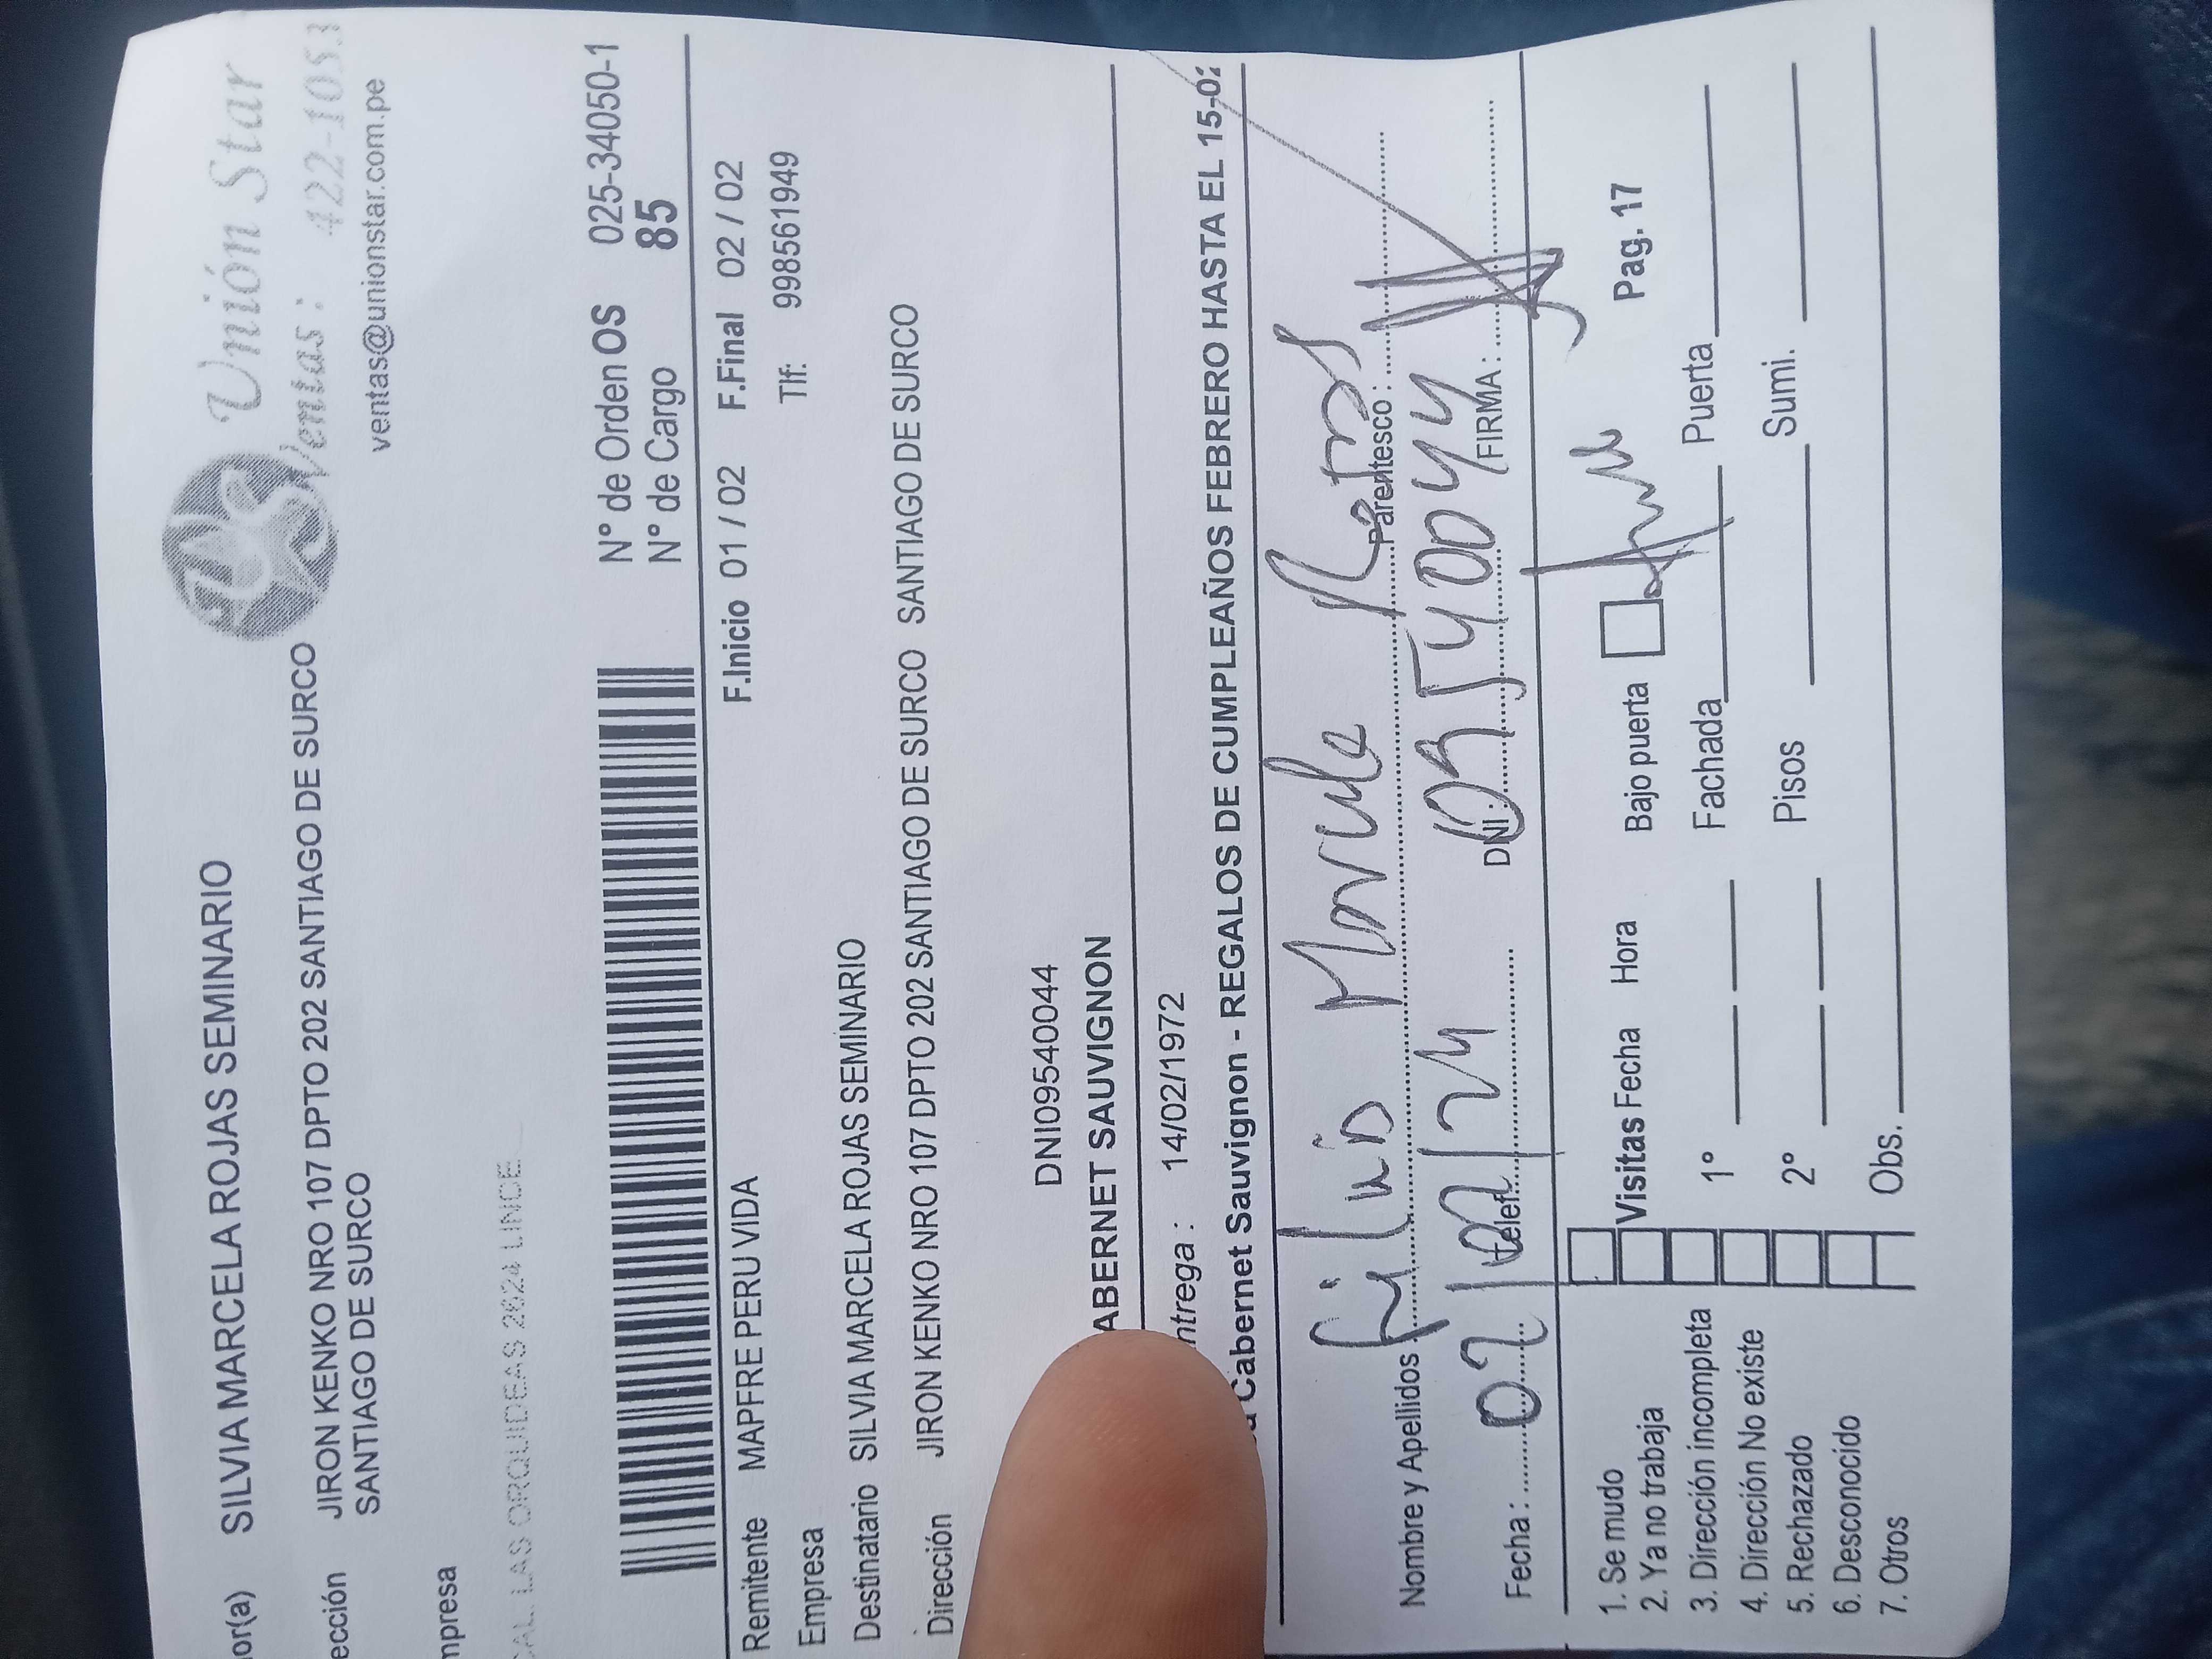 Unión Star
Ventas: 422-1053
ventas@unionstar.com.pe
or(a) SILVIA MARCELA ROJAS SEMINARIO
ección JIRON KENKO NRO 107 DPTO 202 SANTIAGO DE SURCO
SANTIAGO DE SURCO
mpresa
CAL. LAS ORQUIDEAS 2624 LINCE
N° de Orden OS 025-34050-1
N° de Cargo 85
F.Inicio 01 / 02 F.Final 02 / 02
Remitente MAPFRE PERU VIDA Tlf: 998561949
Empresa
Destinatario SILVIA MARCELA ROJAS SEMINARIO
Dirección JIRON KENKO NRO 107 DPTO 202 SANTIAGO DE SURCO SANTIAGO DE SURCO
DNI09540044
ABERNET SAUVIGNON
ntrega : 14/02/1972
Cabernet Sauvignon - REGALOS DE CUMPLEAÑOS FEBRERO HASTA EL 15-02
Nombre y Apellidos Parentesco :
Fecha : 02/02/24 Telef. DNI : 09540044 FIRMA :
1. Se mudo
2. Ya no trabaja
3. Dirección incompleta
4. Dirección No existe
5. Rechazado
6. Desconocido
7. Otros
Visitas Fecha Hora Bajo puerta Pag. 17
1° Fachada Puerta
2° Pisos Sumi.
Obs.